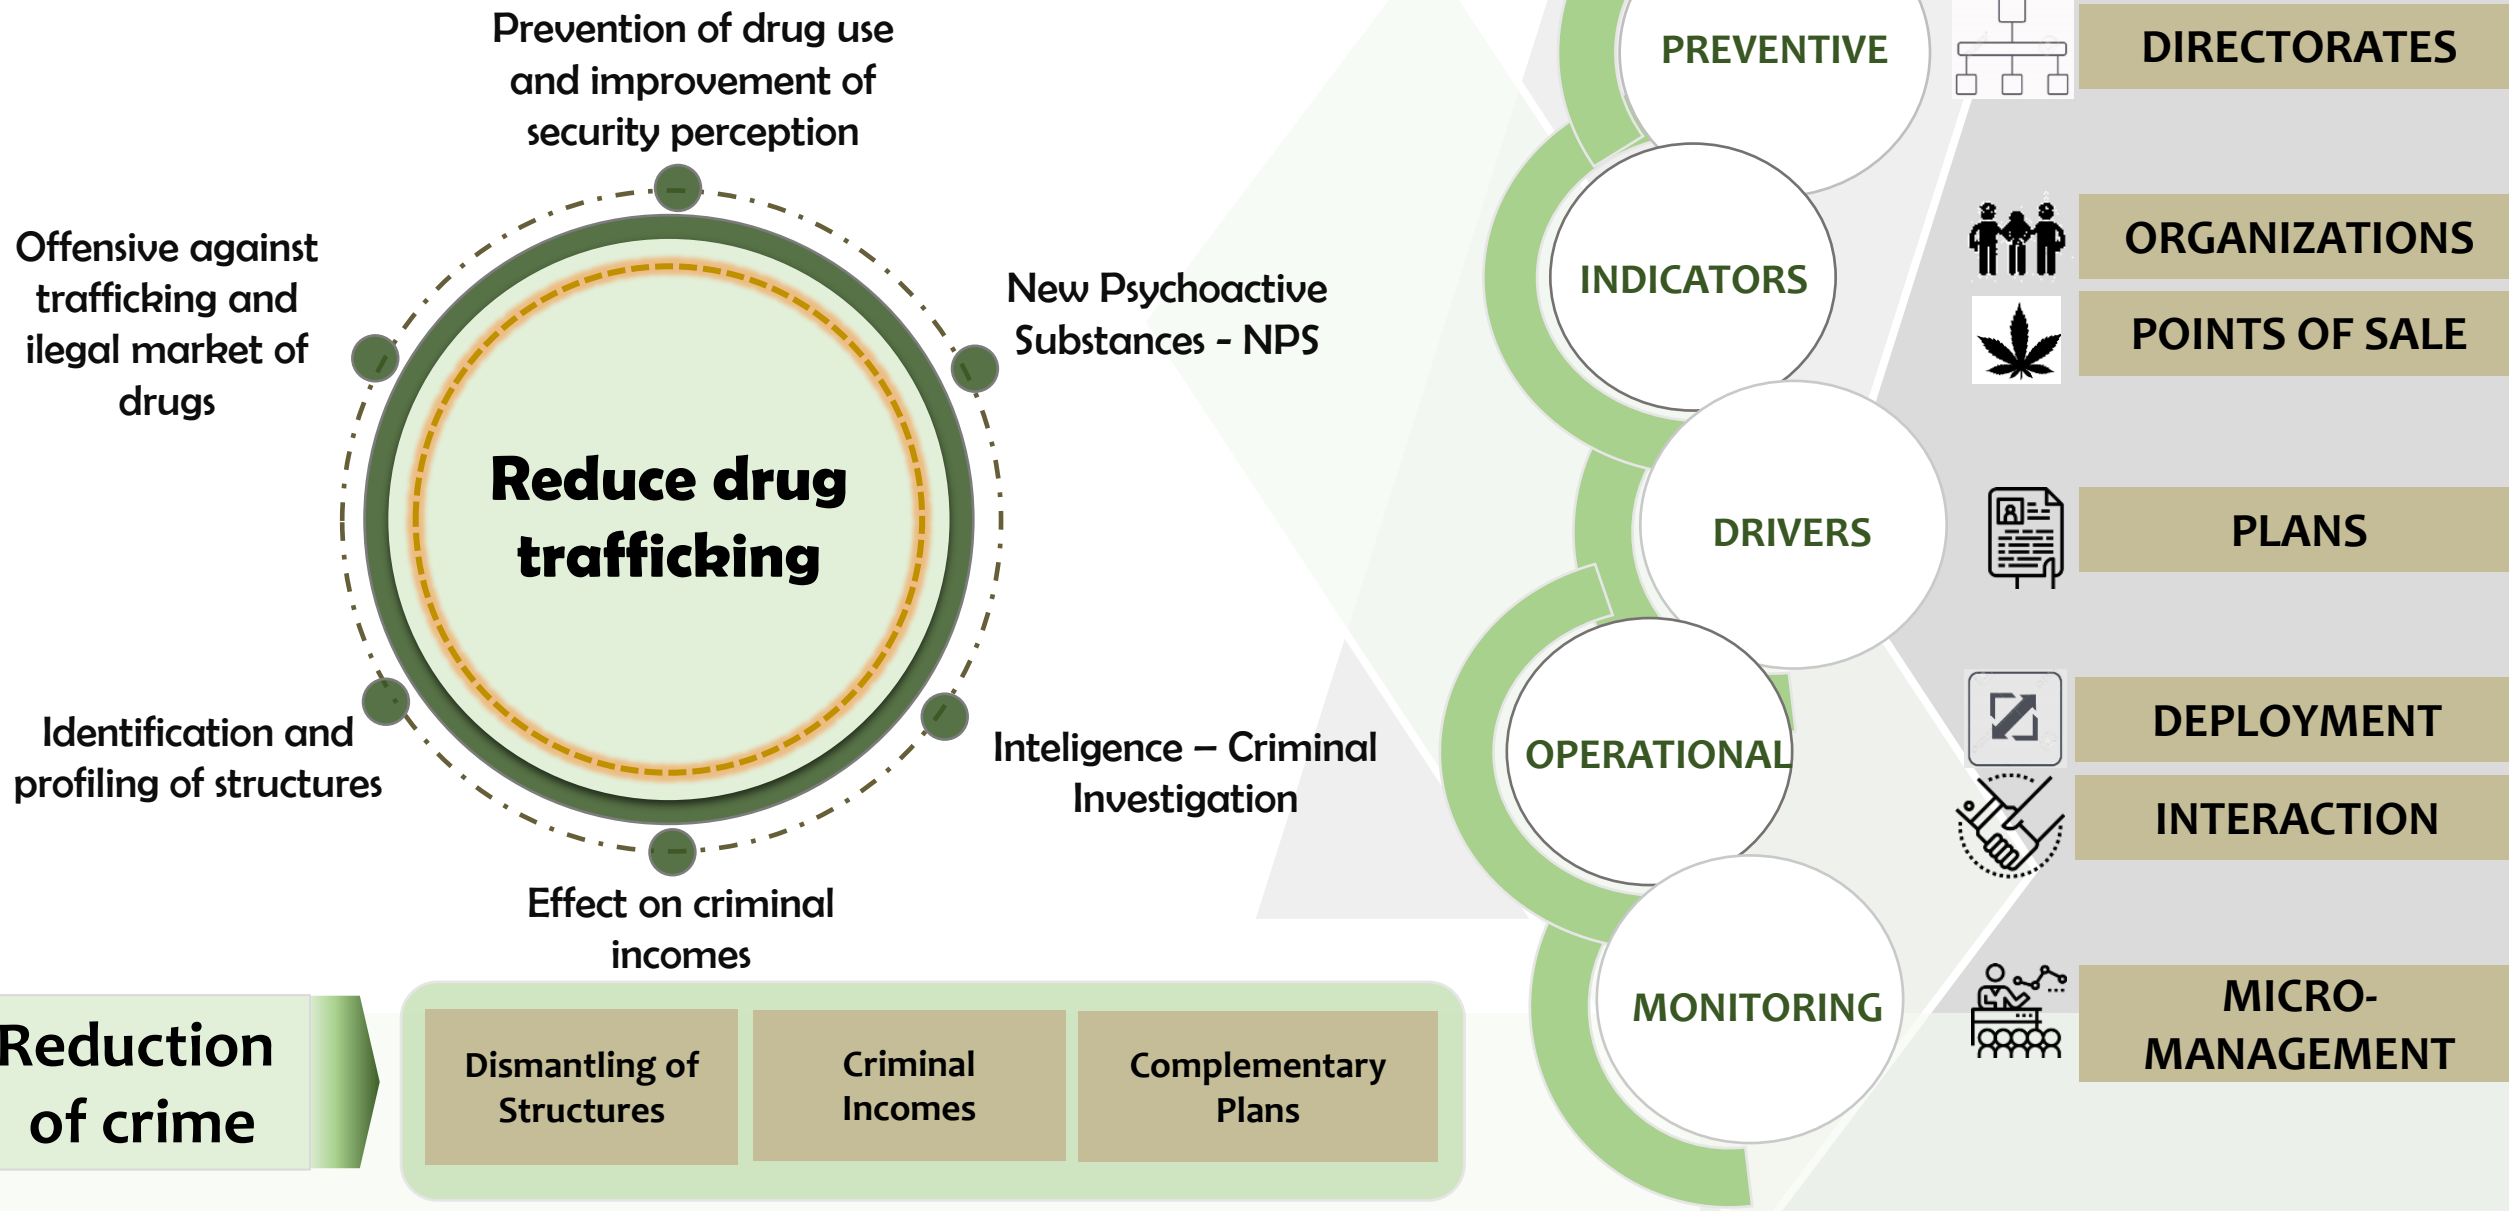 Prevention of drug use
and improvement of
security perception
Offensive against
trafficking and
ilegal market of
drugs
New Psychoactive
Substances - NPS
Reduce drug
trafficking
Identification and
profiling of structures
Inteligence – Criminal
Investigation
Effect on criminal
incomes
Reduction
of crime
Dismantling of
Structures
Criminal
Incomes
Complementary
Plans
PREVENTIVE
INDICATORS
DRIVERS
OPERATIONAL
MONITORING
DIRECTORATES
ORGANIZATIONS
POINTS OF SALE
PLANS
DEPLOYMENT
INTERACTION
MICRO-
MANAGEMENT